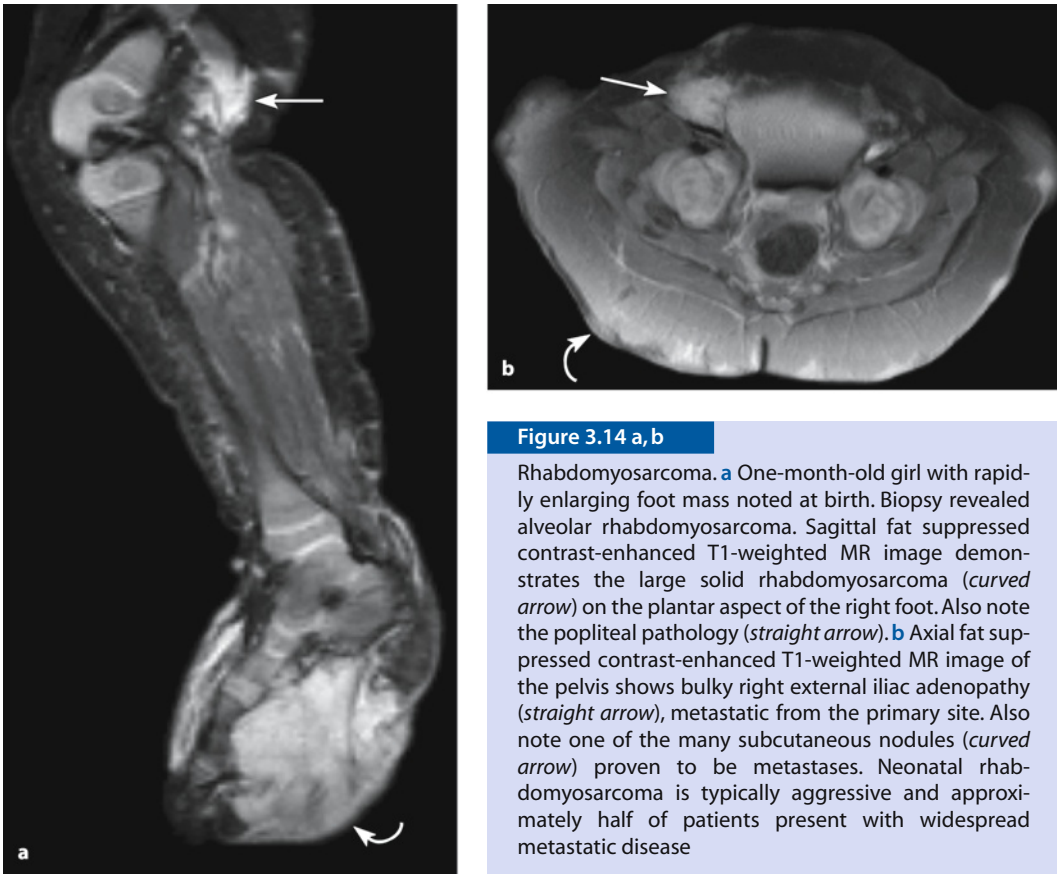 a
b
Figure 3.14 a,b
Rhabdomyosarcoma. a One-month-old girl with rapid-
ly enlarging foot mass noted at birth. Biopsy revealed
alveolar rhabdomyosarcoma. Sagittal fat suppressed
contrast-enhanced T1-weighted MR image demon-
strates the large solid rhabdomyosarcoma (curved
arrow) on the plantar aspect of the right foot. Also note
the popliteal pathology (straight arrow). b Axial fat sup-
pressed contrast-enhanced T1-weighted MR image of
the pelvis shows bulky right external iliac adenopathy
(straight arrow), metastatic from the primary site. Also
note one of the many subcutaneous nodules (curved
arrow) proven to be metastases. Neonatal rhab-
domyosarcoma is typically aggressive and approxi-
mately half of patients present with widespread
metastatic disease